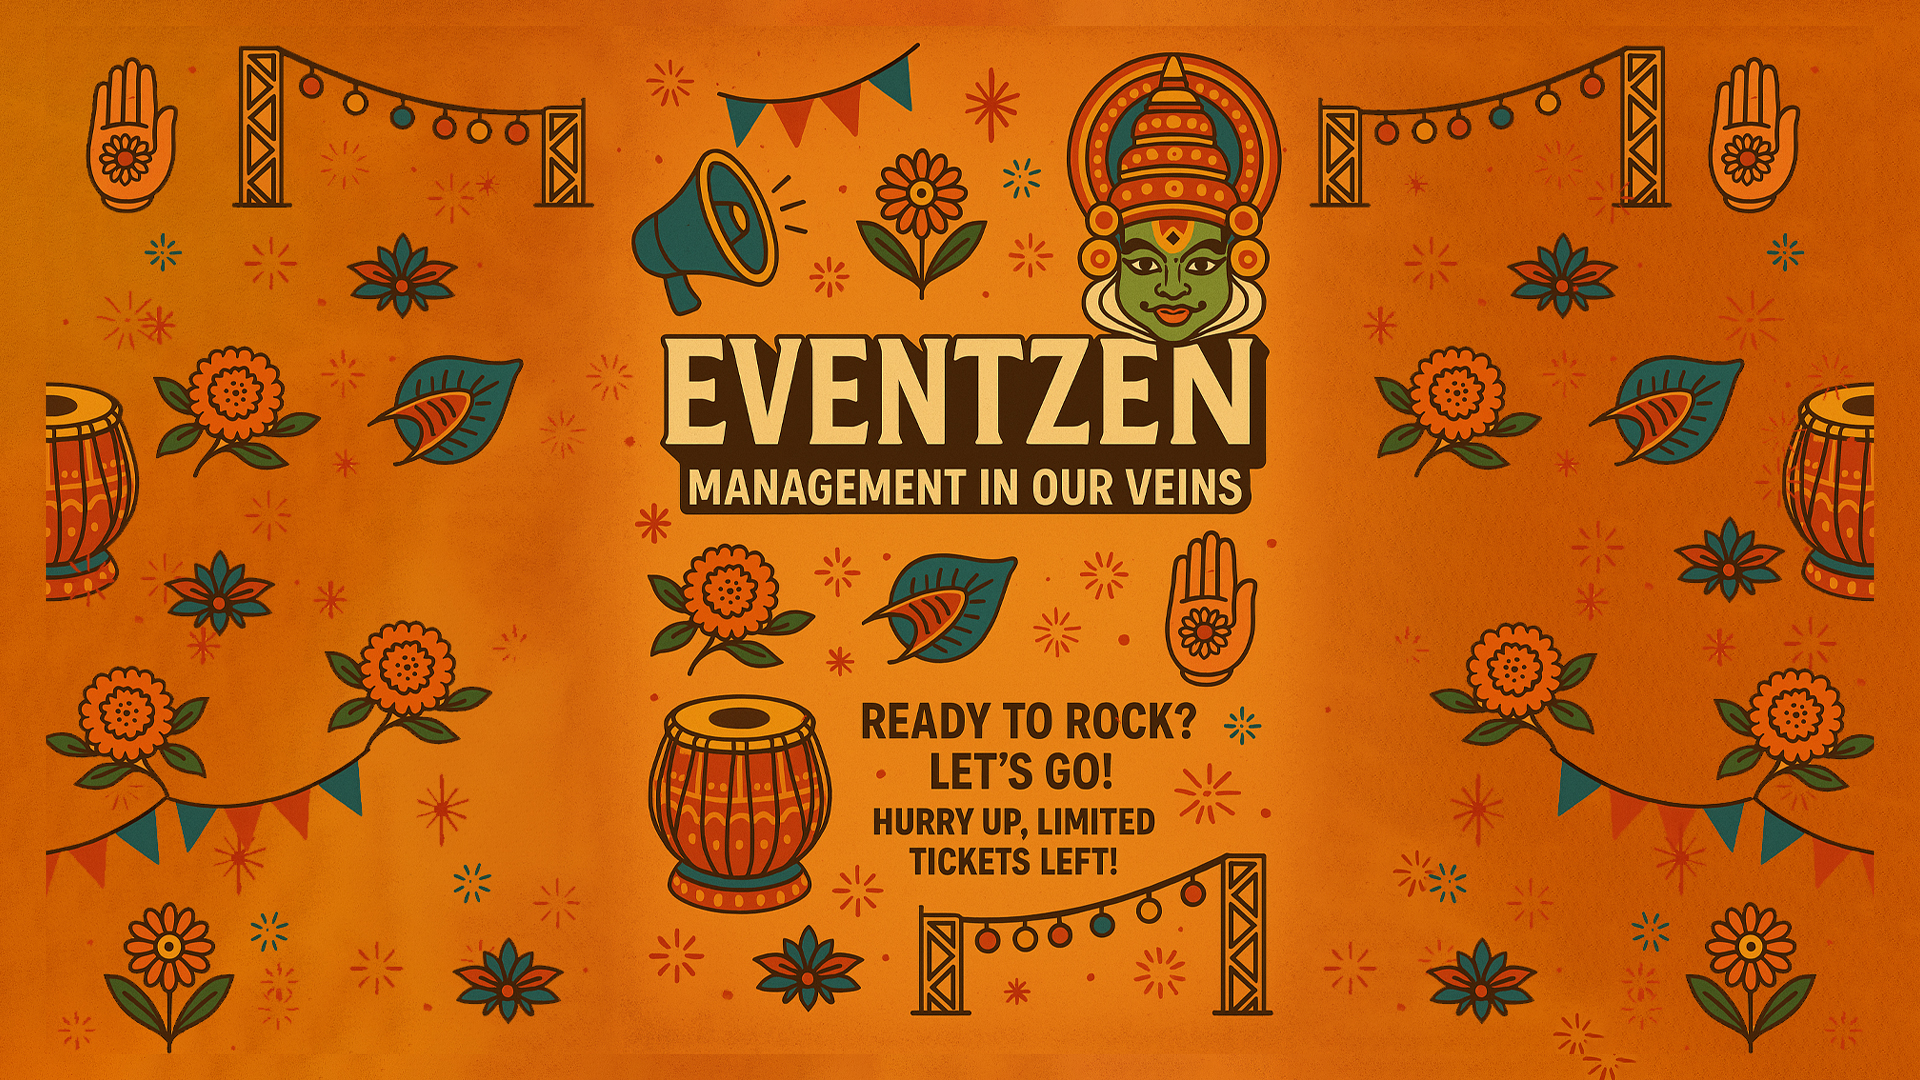 EVENTZEN
MANAGEMENT IN OUR VEINS
READY TO ROCK?
LET'S GO!
HURRY UP, LIMITED
TICKETS LEFT!